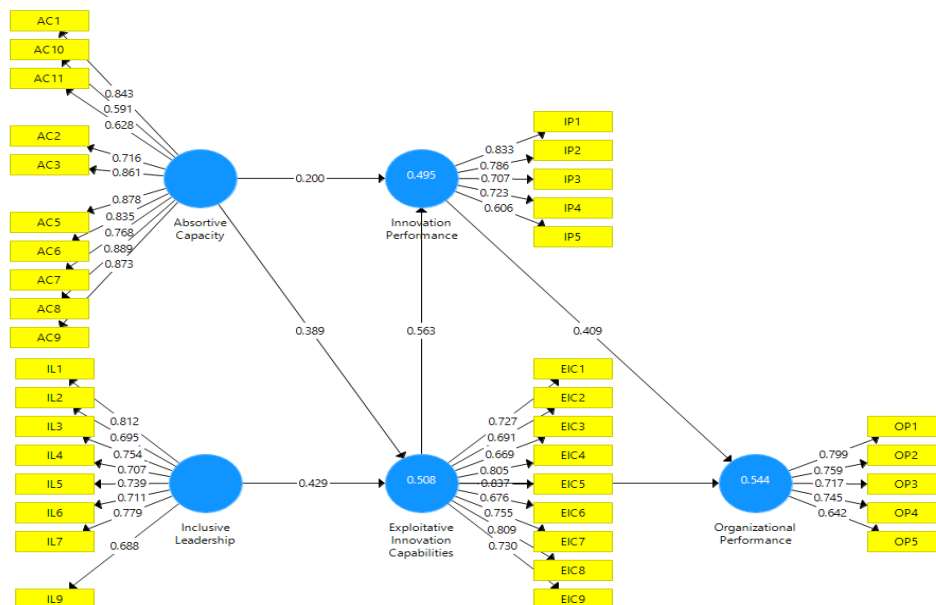 AC1
AC10
AC11
AC2
AC3
AC5
AC6
AC7
AC8
AC9
0.843
0.591
0.628
0.716
0.861
0.878
0.835
0.768
0.889
0.873
Absortive
Capacity
0.200
0.389
0.495
Innovation
Performance
0.833
0.786
0.707
0.723
0.606
IP1
IP2
IP3
IP4
IP5
0.563
0.409
IL1
IL2
IL3
IL4
IL5
IL6
IL7
IL9
0.812
0.695
0.754
0.707
0.739
0.711
0.779
0.688
Inclusive
Leadership
0.429
0.508
Exploitative
Innovation
Capabilities
0.727
0.691
0.669
0.805
0.837
0.676
0.755
0.809
0.730
EIC1
EIC2
EIC3
EIC4
EIC5
EIC6
EIC7
EIC8
EIC9
0.544
Organizational
Performance
0.799
0.759
0.717
0.745
0.642
OP1
OP2
OP3
OP4
OP5